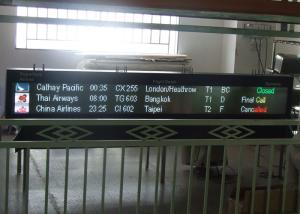 Cathay Pacific 00:35 CX 255 London/Heathrow T1 BC Closed
Thai Airways 08:00 TG 603 Bangkok T1 D Final Call
China Airlines 23:25 CI 602 Taipei T2 F Cancelled